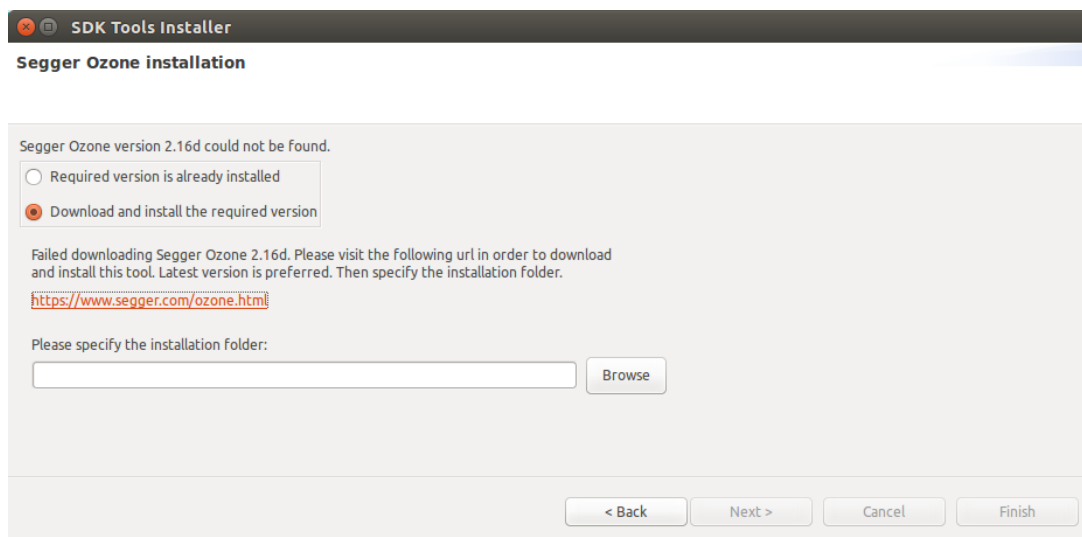 SDK Tools Installer
Segger Ozone installation
Segger Ozone version 2.16d could not be found.
Required version is already installed
Download and install the required version
Failed downloading Segger Ozone 2.16d. Please visit the following url in order to download
and install this tool. Latest version is preferred. Then specify the installation folder.
https://www.segger.com/ozone.html
Please specify the installation folder:
Browse
< Back
Next >
Cancel
Finish